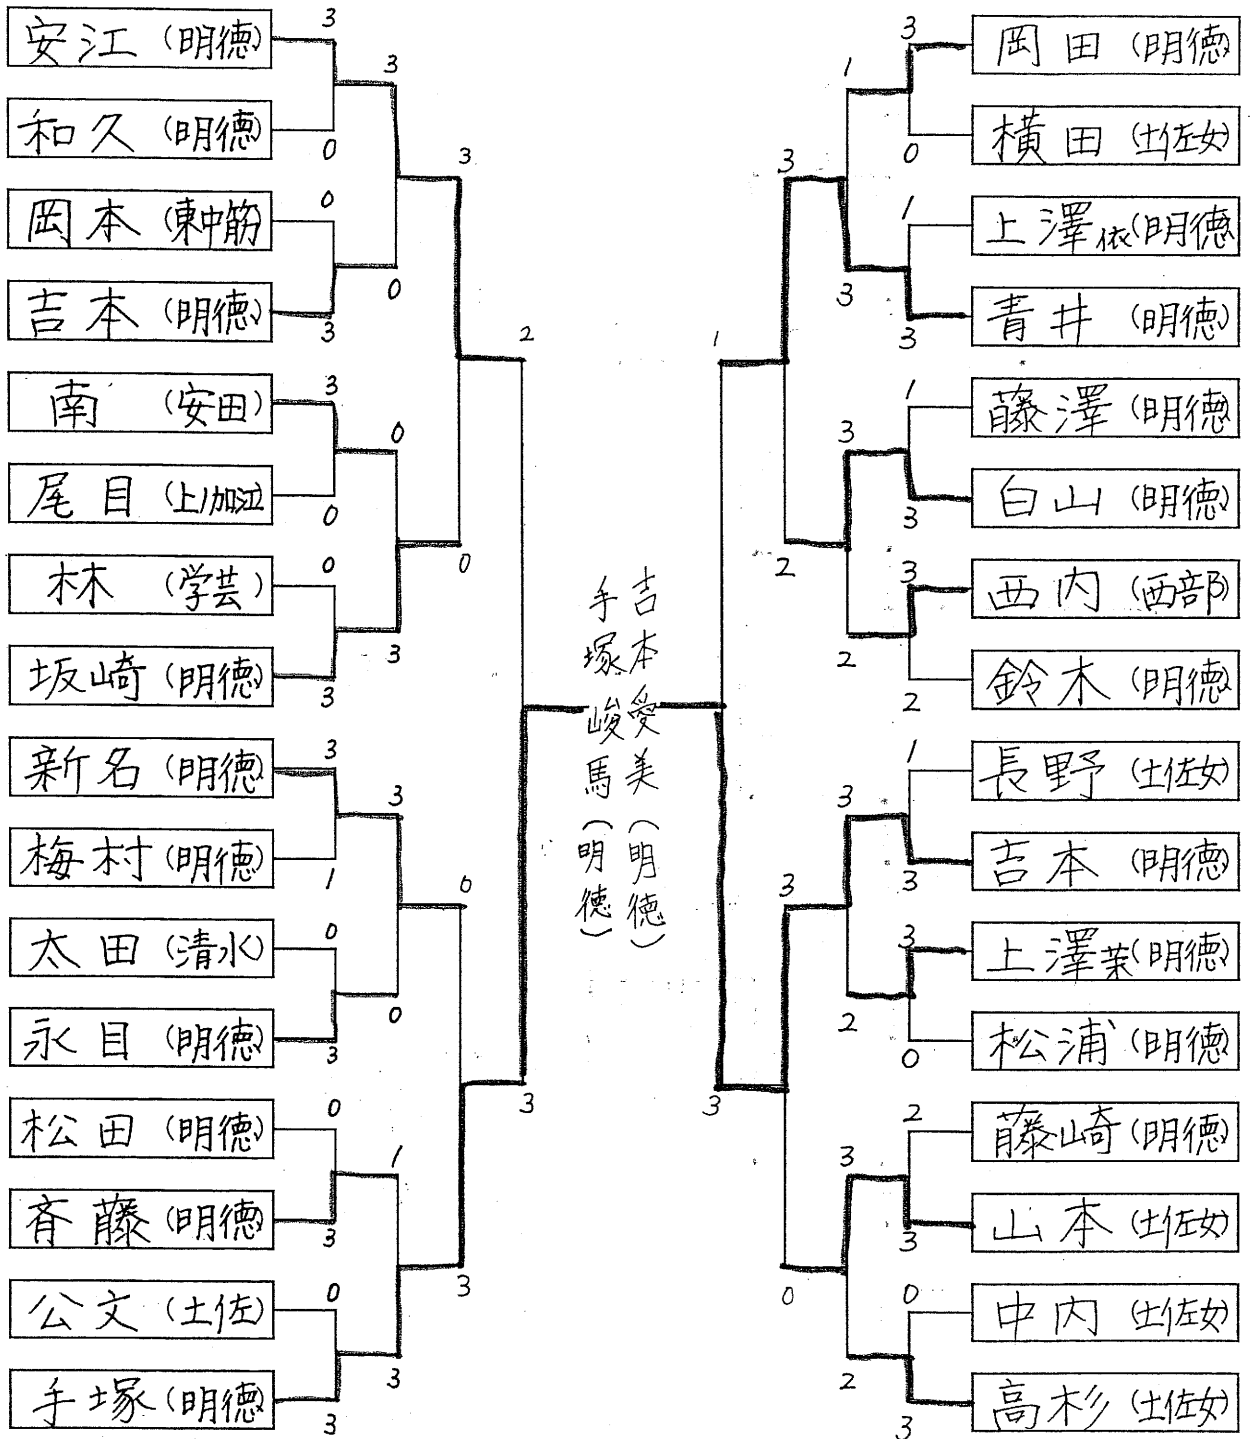 安江 (明徳)
3
和久 (明徳)
0
3
岡本 (東中筋)
0
吉本 (明徳)
3
0
3
南 (安田)
3
尾目 (上ノ加江)
0
0
林 (学芸)
0
坂崎 (明徳)
3
3
0
2
新名 (明徳)
3
梅村 (明徳)
1
3
太田 (清水)
0
永目 (明徳)
3
0
0
松田 (明徳)
0
斉藤 (明徳)
3
1
公文 (土佐)
0
手塚 (明徳)
3
3
3
3
吉本愛美 (明徳)
手塚峻馬 (明徳)
岡田 (明徳)
3
横田 (土佐女)
0
1
上澤依 (明徳)
1
青井 (明徳)
3
3
3
藤澤 (明徳)
1
白山 (明徳)
3
3
西内 (西部)
3
鈴木 (明徳)
2
2
2
1
長野 (土佐女)
1
吉本 (明徳)
3
3
上澤茉 (明徳)
3
松浦 (明徳)
0
2
3
藤崎 (明徳)
2
山本 (土佐女)
3
3
中内 (土佐女)
0
高杉 (土佐女)
3
2
0
3